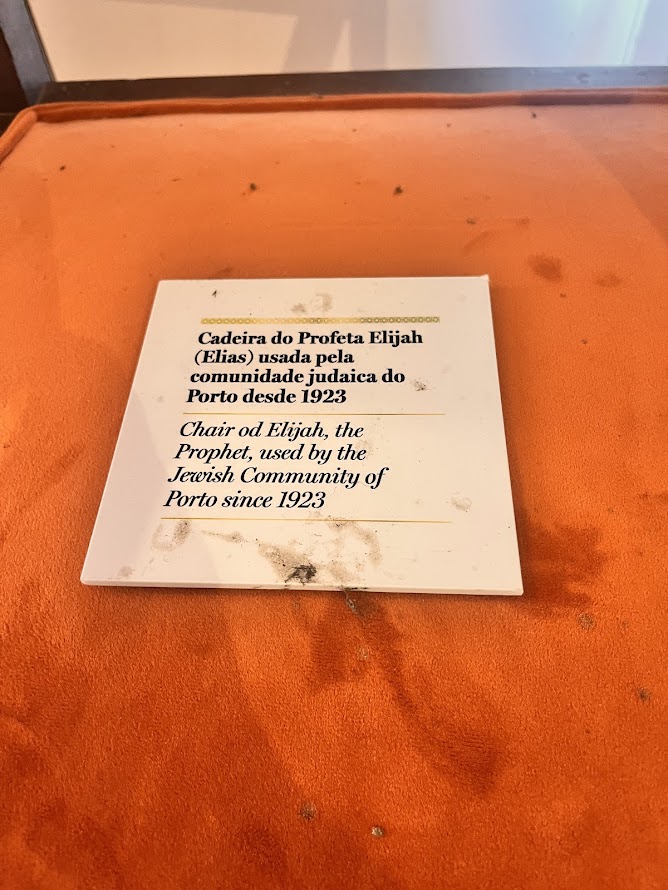 Cadeira do Profeta Elijah
(Elias) usada pela
comunidade judaica do
Porto desde 1923
Chair od Elijah, the
Prophet, used by the
Jewish Community of
Porto since 1923